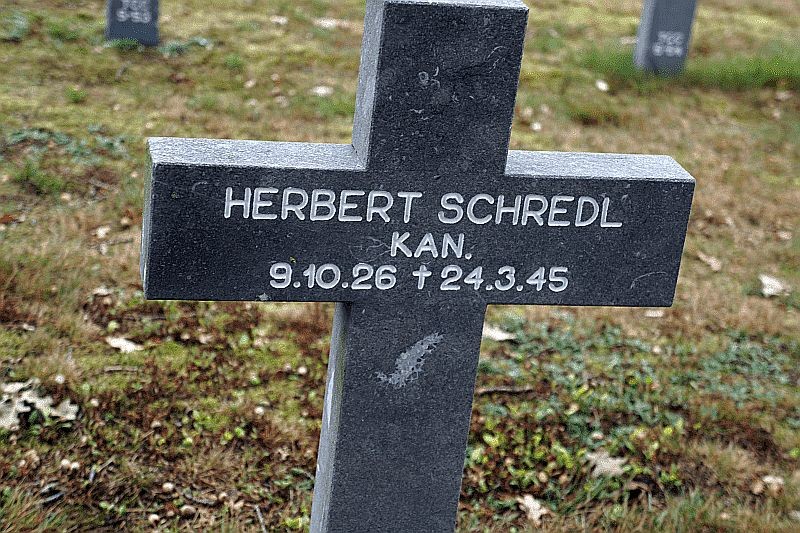 HERBERT SCHREDL
KAN.
9.10.26 † 24.3.45